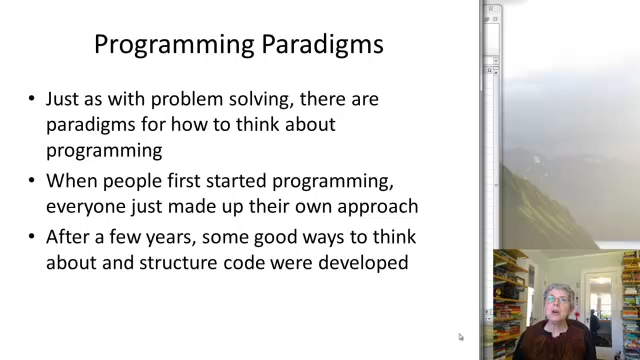 Programming Paradigms
• Just as with problem solving, there are
paradigms for how to think about
programming
• When people first started programming,
everyone just made up their own approach
• After a few years, some good ways to think
about and structure code were developed